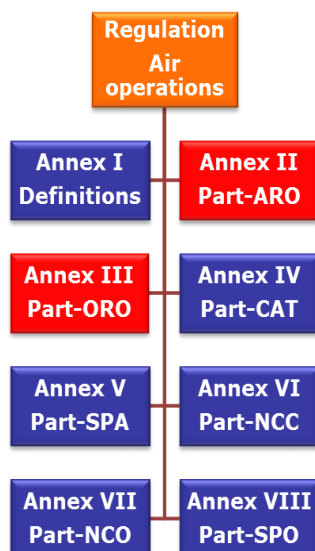 Regulation
Air
operations
Annex I
Definitions
Annex II
Part-ARO
Annex III
Part-ORO
Annex IV
Part-CAT
Annex V
Part-SPA
Annex VI
Part-NCC
Annex VII
Part-NCO
Annex VIII
Part-SPO